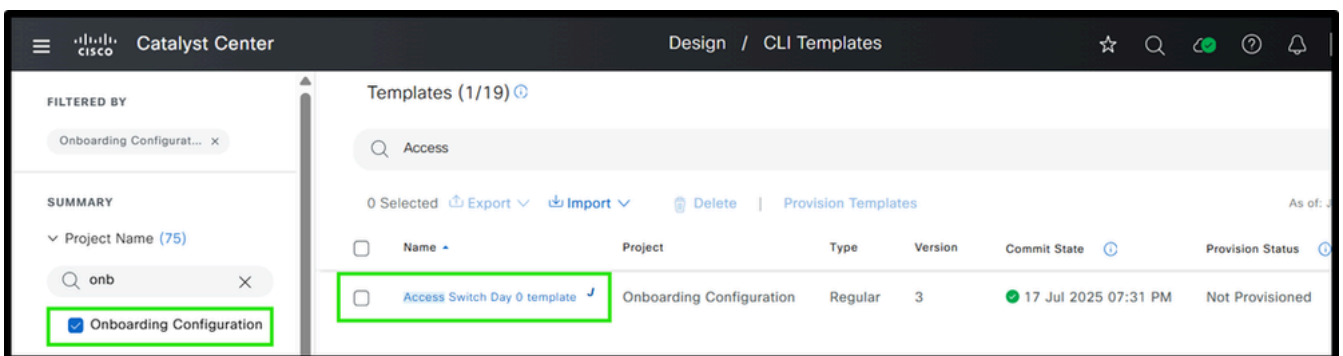 CISCO
Catalyst Center
Design / CLI Templates
FILTERED BY
Onboarding Configurat... ×
SUMMARY
Project Name (75)
onb
Onboarding Configuration
Templates (1/19)
Access
0 Selected Export Import Delete | Provision Templates
As of: J
Name Project Type Version Commit State Provision Status
Access Switch Day 0 template J Onboarding Configuration Regular 3 17 Jul 2025 07:31 PM Not Provisioned